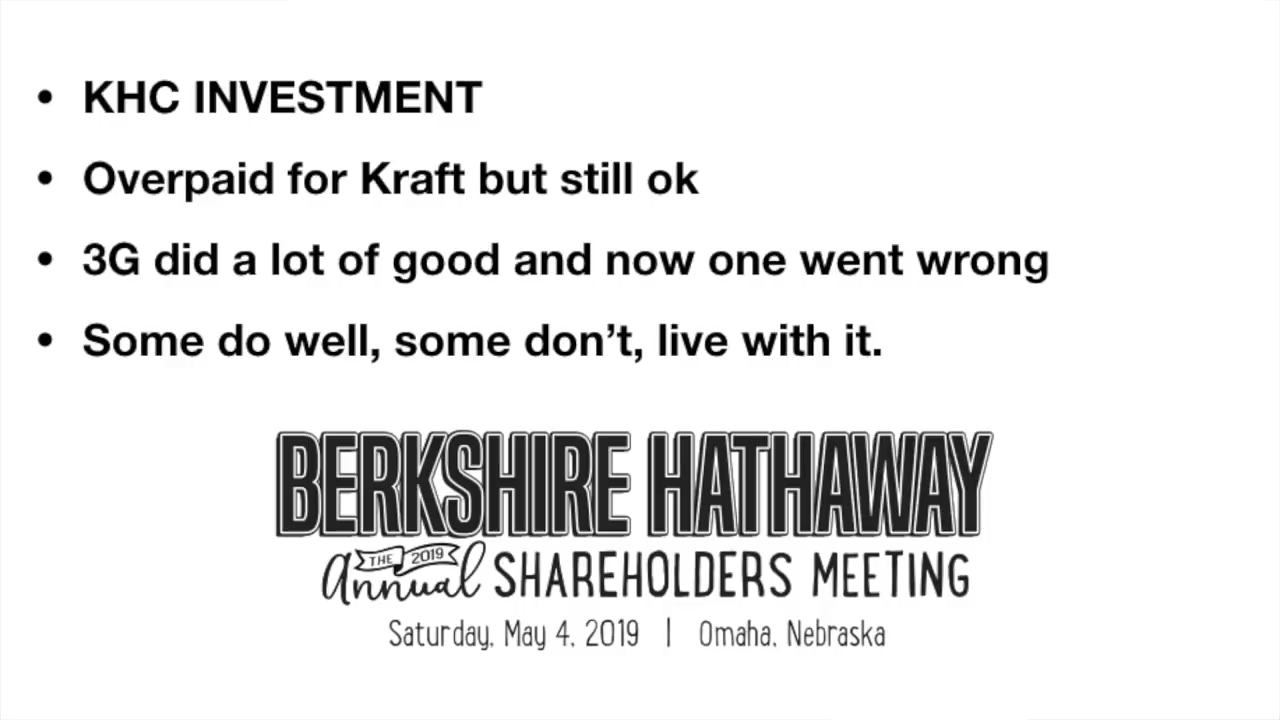 • KHC INVESTMENT
• Overpaid for Kraft but still ok
• 3G did a lot of good and now one went wrong
• Some do well, some don’t, live with it.
BERKSHIRE HATHAWAY
THE 2019
Annual SHAREHOLDERS MEETING
Saturday, May 4, 2019 | Omaha, Nebraska